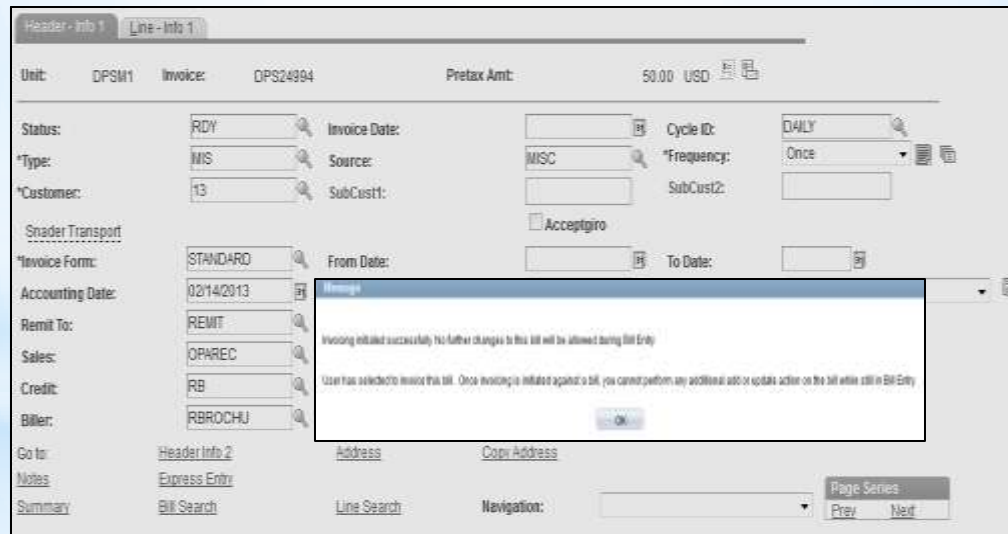 Header - Info 1 Line - Info 1
Unit: DPSM1 Invoice: DPS24994 Pretax Amt: 50.00 USD
Status: RDY Invoice Date: Cycle ID: DAILY
*Type: MIS Source: MISC *Frequency: Once
*Customer: 13 SubCust1: SubCust2:
Snader Transport Acceptgiro
*Invoice Form: STANDARD From Date: To Date:
Accounting Date: 02/14/2013
Message
Remit To: REMIT
Invoicing initiated successfully. No further changes to this bill will be allowed during Bill Entry
Sales: OPAREC
Credit: RB
User has selected to invoice this bill. Once invoicing is initiated against a bill, you cannot perform any additional add or update action on the bill while still in Bill Entry
Biller: RBROCHU
OK
Go to: Header Info 2 Address Copy Address
Notes Express Entry
Page Series
Summary Bill Search Line Search Navigation: Prev Next